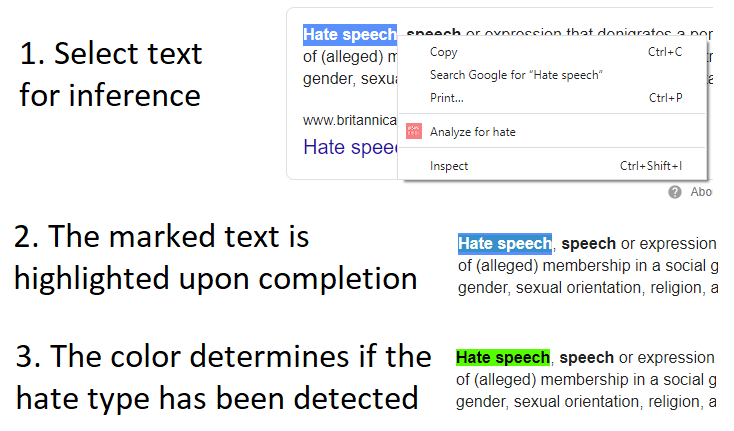 1. Select text
for inference
Hate speech, speech or expression that denigrates a per
of (alleged) m
gender, sexua
www.britannica
Hate speec
Copy Ctrl+C
Search Google for “Hate speech”
Print... Ctrl+P
Analyze for hate
Inspect Ctrl+Shift+I
Abo
2. The marked text is
highlighted upon completion
Hate speech, speech or expression
of (alleged) membership in a social g
gender, sexual orientation, religion, a
3. The color determines if the
hate type has been detected
Hate speech, speech or expression
of (alleged) membership in a social g
gender, sexual orientation, religion, a